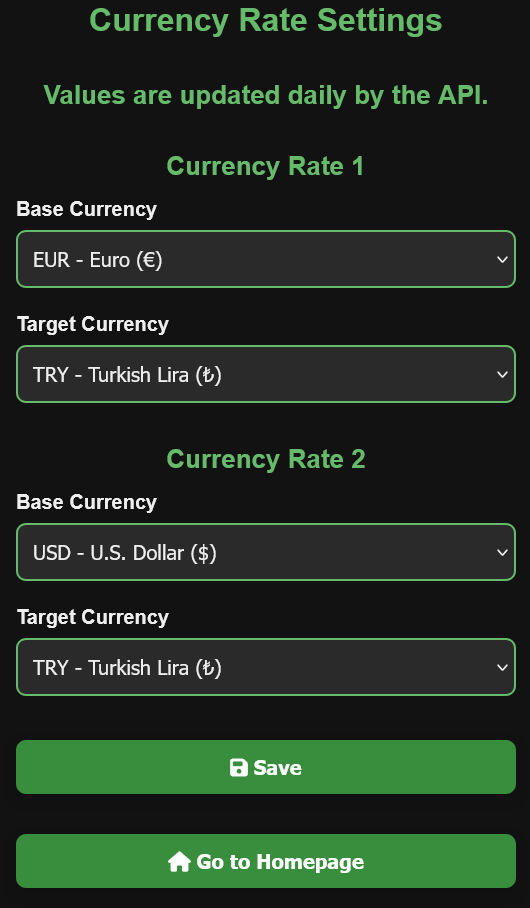 Currency Rate Settings
Values are updated daily by the API.
Currency Rate 1
Base Currency
EUR - Euro (€)
Target Currency
TRY - Turkish Lira (₺)
Currency Rate 2
Base Currency
USD - U.S. Dollar ($)
Target Currency
TRY - Turkish Lira (₺)
Save
Go to Homepage